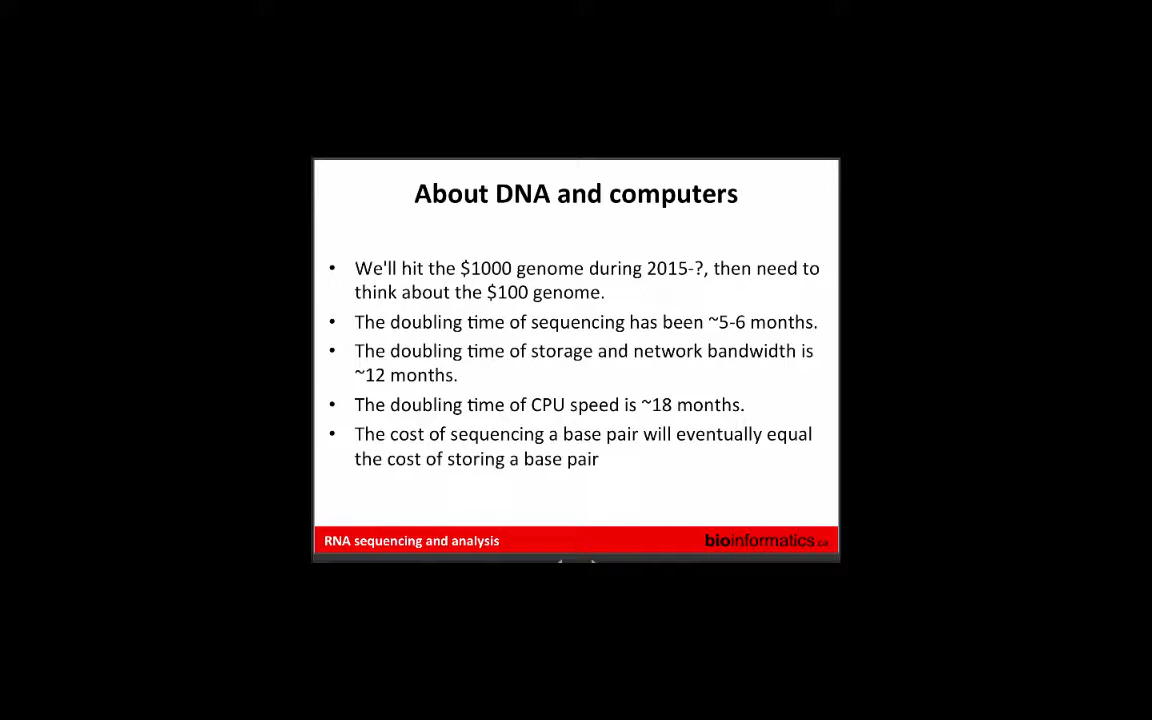 About DNA and computers
• We'll hit the $1000 genome during 2015-?, then need to
think about the $100 genome.
• The doubling time of sequencing has been ~5-6 months.
• The doubling time of storage and network bandwidth is
~12 months.
• The doubling time of CPU speed is ~18 months.
• The cost of sequencing a base pair will eventually equal
the cost of storing a base pair
RNA sequencing and analysis
bioinformatics.ca